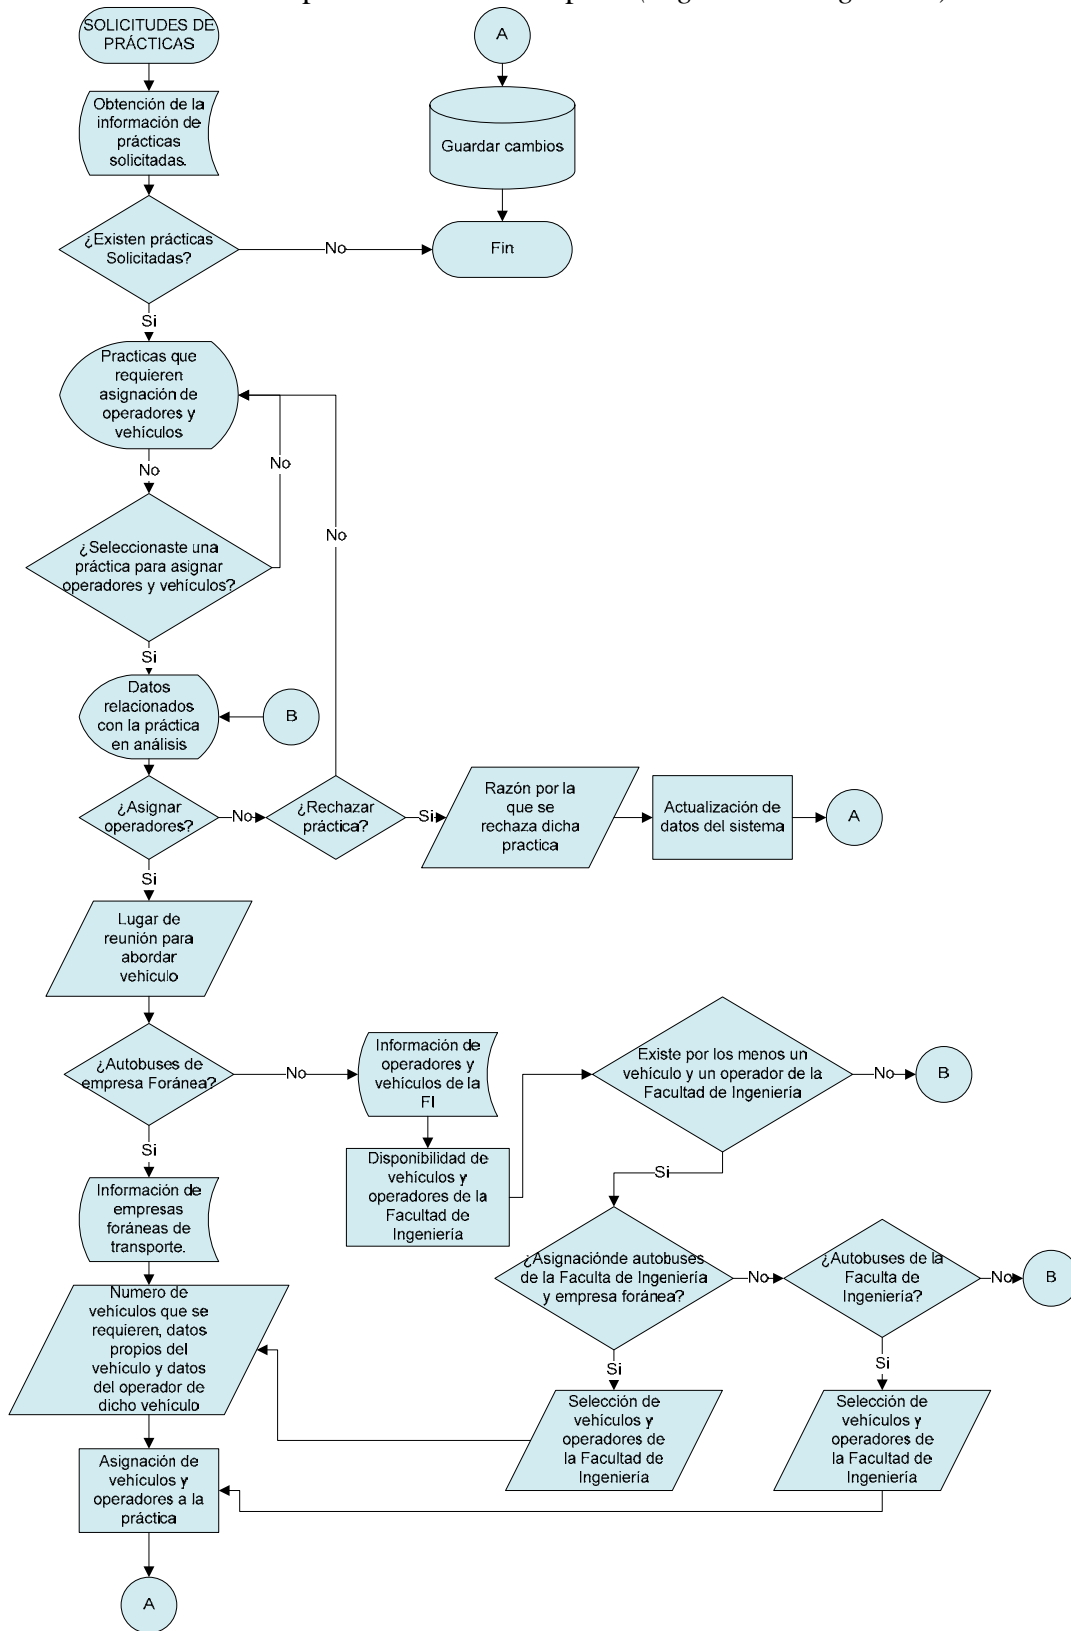 SOLICITUDES DE
PRÁCTICAS
A
Obtención de la
información de
prácticas
solicitadas.
Guardar cambios
¿Existen prácticas
Solicitadas?
No
Fin
Si
Practicas que
requieren
asignación de
operadores y
vehículos
No
No
No
¿Seleccionaste una
práctica para asignar
operadores y vehículos?
Si
Datos
relacionados
con la práctica
en análisis
B
¿Asignar
operadores?
No
¿Rechazar
práctica?
Si
Razón por la
que se
rechaza dicha
practica
Actualización de
datos del sistema
A
Si
Lugar de
reunión para
abordar
vehículo
¿Autobuses de
empresa Foránea?
No
Información de
operadores y
vehículos de la
FI
Existe por los menos un
vehículo y un operador de la
Facultad de Ingeniería
No
B
Si
Disponibilidad de
vehículos y
operadores de la
Facultad de
Ingeniería
Si
Información de
empresas
foráneas de
transporte.
¿Asignaciónde autobuses
de la Faculta de Ingeniería
y empresa foránea?
No
¿Autobuses de la
Faculta de
Ingeniería?
No
B
Numero de
vehículos que se
requieren, datos
propios del
vehículo y datos
del operador de
dicho vehículo
Si
Si
Selección de
vehículos y
operadores de
la Facultad de
Ingeniería
Selección de
vehículos y
operadores de
la Facultad de
Ingeniería
Asignación de
vehículos y
operadores a la
práctica
A